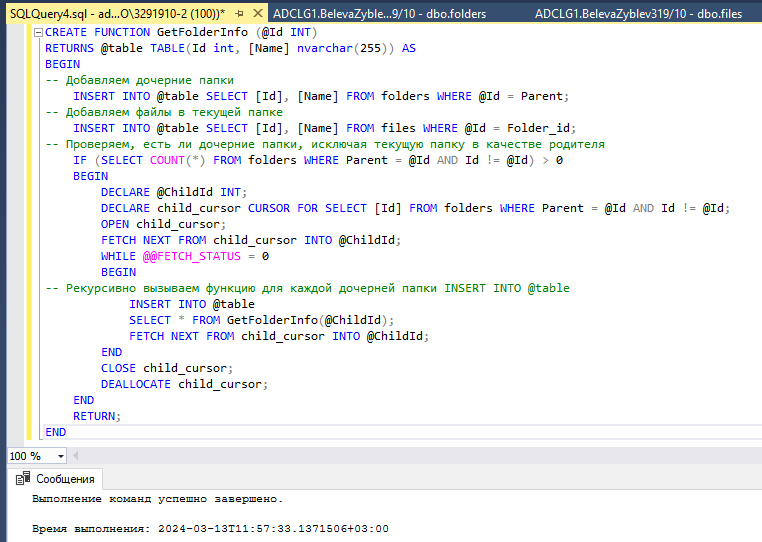 SQLQuery4.sql - ad...O\3291910-2 (100))* ADCLG1.BelevaZyble...9/10 - dbo.folders ADCLG1.BelevaZyblev319/10 - dbo.files
CREATE FUNCTION GetFolderInfo (@Id INT)
RETURNS @table TABLE(Id int, [Name] nvarchar(255)) AS
BEGIN
-- Добавляем дочерние папки
INSERT INTO @table SELECT [Id], [Name] FROM folders WHERE @Id = Parent;
-- Добавляем файлы в текущей папке
INSERT INTO @table SELECT [Id], [Name] FROM files WHERE @Id = Folder_id;
-- Проверяем, есть ли дочерние папки, исключая текущую папку в качестве родителя
IF (SELECT COUNT(*) FROM folders WHERE Parent = @Id AND Id != @Id) > 0
BEGIN
DECLARE @ChildId INT;
DECLARE child_cursor CURSOR FOR SELECT [Id] FROM folders WHERE Parent = @Id AND Id != @Id;
OPEN child_cursor;
FETCH NEXT FROM child_cursor INTO @ChildId;
WHILE @@FETCH_STATUS = 0
BEGIN
-- Рекурсивно вызываем функцию для каждой дочерней папки INSERT INTO @table
INSERT INTO @table
SELECT * FROM GetFolderInfo(@ChildId);
FETCH NEXT FROM child_cursor INTO @ChildId;
END
CLOSE child_cursor;
DEALLOCATE child_cursor;
END
RETURN;
END
100 %
Сообщения
Выполнение команд успешно завершено.
Время выполнения: 2024-03-13T11:57:33.1371506+03:00